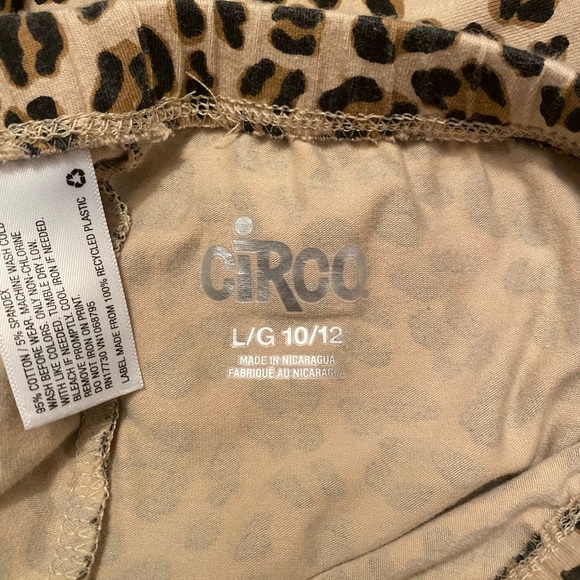 CiRCO
L/G 10/12
MADE IN NICARAGUA
FABRIQUÉ AU NICARAGUA
95% COTTON / 5% SPANDEX
WASH BEFORE WEAR. MACHINE WASH COLD
WITH LIKE COLORS. ONLY NON-CHLORINE
BLEACH IF NEEDED. TUMBLE DRY LOW.
REMOVE PROMPTLY. COOL IRON IF NEEDED.
DO NOT IRON ON PRINT.
RN17730 VN1068795
LABEL MADE FROM 100% RECYCLED PLASTIC